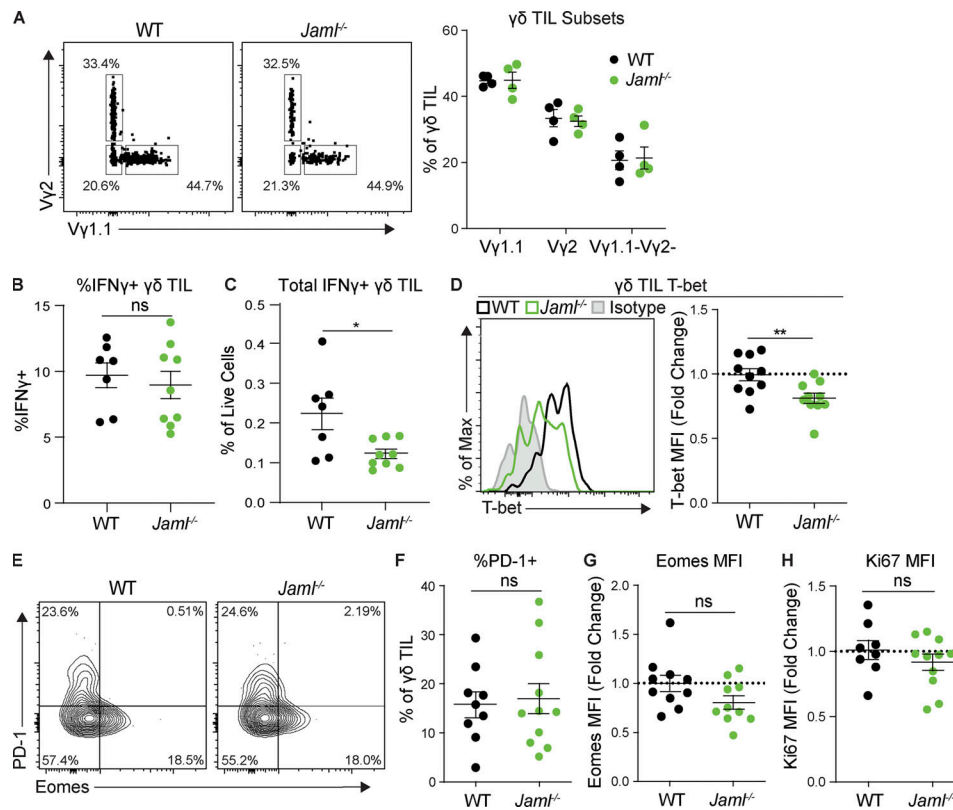 A
WT
Jaml-/-
γδ TIL Subsets
33.4%
32.5%
20.6%
44.7%
21.3%
44.9%
Vγ2
Vγ1.1
WT
Jaml-/-
% of γδ TIL
60
40
20
0
Vγ1.1
Vγ2
Vγ1.1-Vγ2-
B
%IFNγ+ γδ TIL
ns
%IFNγ+
15
10
5
0
WT
Jaml-/-
C
Total IFNγ+ γδ TIL
*
% of Live Cells
0.5
0.4
0.3
0.2
0.1
0.0
WT
Jaml-/-
D
γδ TIL T-bet
WT
Jaml-/-
Isotype
% of Max
T-bet
**
T-bet MFI (Fold Change)
1.5
1.0
0.5
0.0
WT
Jaml-/-
E
WT
Jaml-/-
23.6%
0.51%
24.6%
2.19%
57.4%
18.5%
55.2%
18.0%
PD-1
Eomes
F
%PD-1+
ns
% of γδ TIL
40
30
20
10
0
WT
Jaml-/-
G
Eomes MFI
ns
Eomes MFI (Fold Change)
2.0
1.5
1.0
0.5
0.0
WT
Jaml-/-
H
Ki67 MFI
ns
Ki67 MFI (Fold Change)
1.5
1.0
0.5
0.0
WT
Jaml-/-